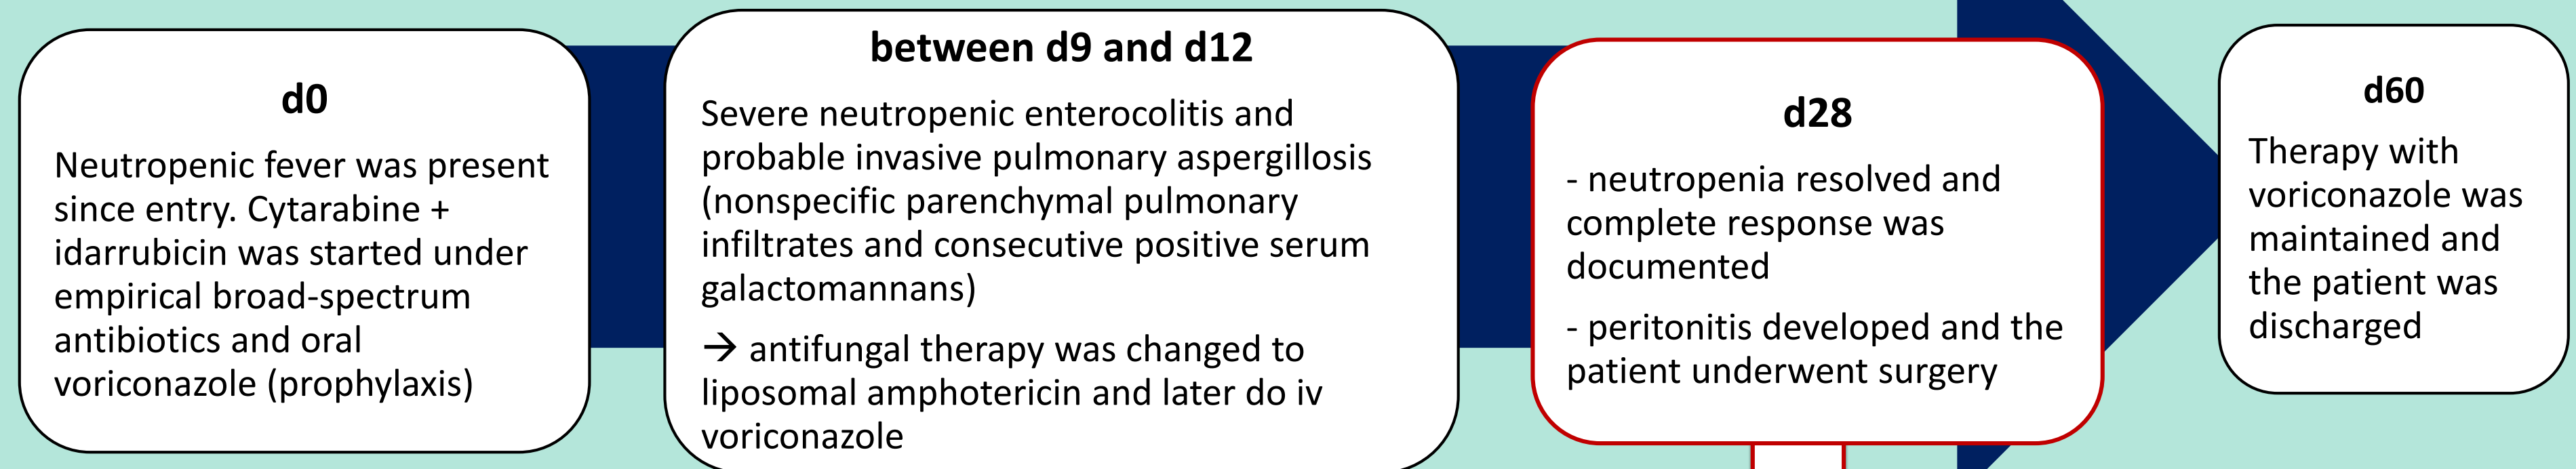 d0
Neutropenic fever was present
since entry. Cytarabine +
idarrubicin was started under
empirical broad-spectrum
antibiotics and oral
voriconazole (prophylaxis)
between d9 and d12
Severe neutropenic enterocolitis and
probable invasive pulmonary aspergillosis
(nonspecific parenchymal pulmonary
infiltrates and consecutive positive serum
galactomannans)
→ antifungal therapy was changed to
liposomal amphotericin and later do iv
voriconazole
d28
- neutropenia resolved and
complete response was
documented
- peritonitis developed and the
patient underwent surgery
d60
Therapy with
voriconazole was
maintained and
the patient was
discharged